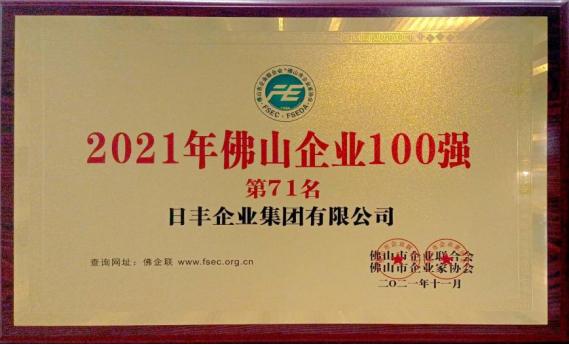 FE
FSEC · FSEDA
2021年佛山企业100强
第71名
日丰企业集团有限公司
查询网址：佛企联 www.fsec.org.cn
佛山市企业联合会
佛山市企业家协会
二〇二一年十一月